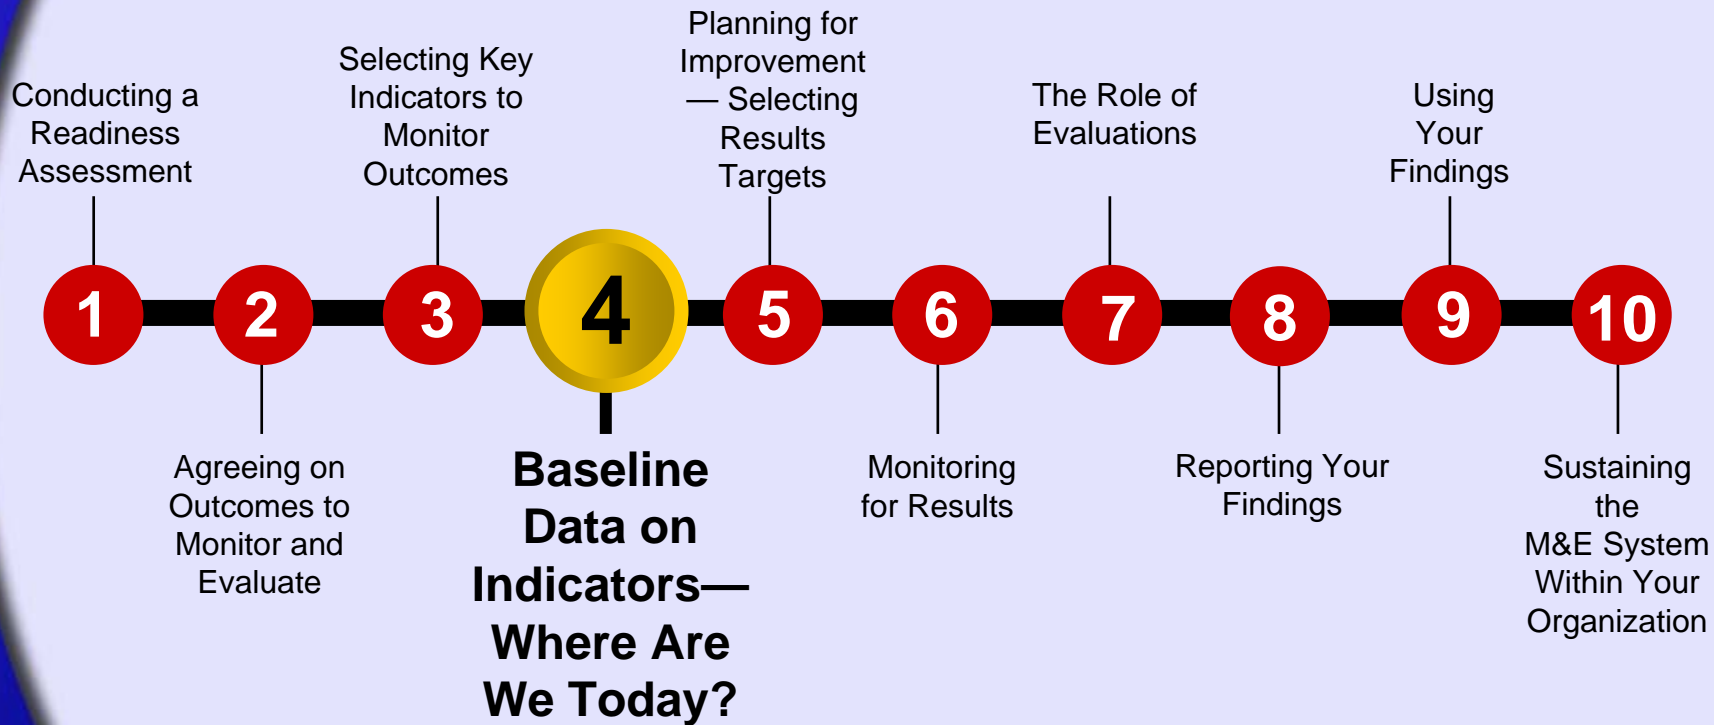 Conducting a
Readiness
Assessment
1
Agreeing on
Outcomes to
Monitor and
Evaluate
2
Selecting Key
Indicators to
Monitor
Outcomes
3
4
Baseline
Data on
Indicators—
Where Are
We Today?
Planning for
Improvement
— Selecting
Results
Targets
5
6
Monitoring
for Results
The Role of
Evaluations
7
8
Reporting Your
Findings
Using
Your
Findings
9
10
Sustaining
the
M&E System
Within Your
Organization